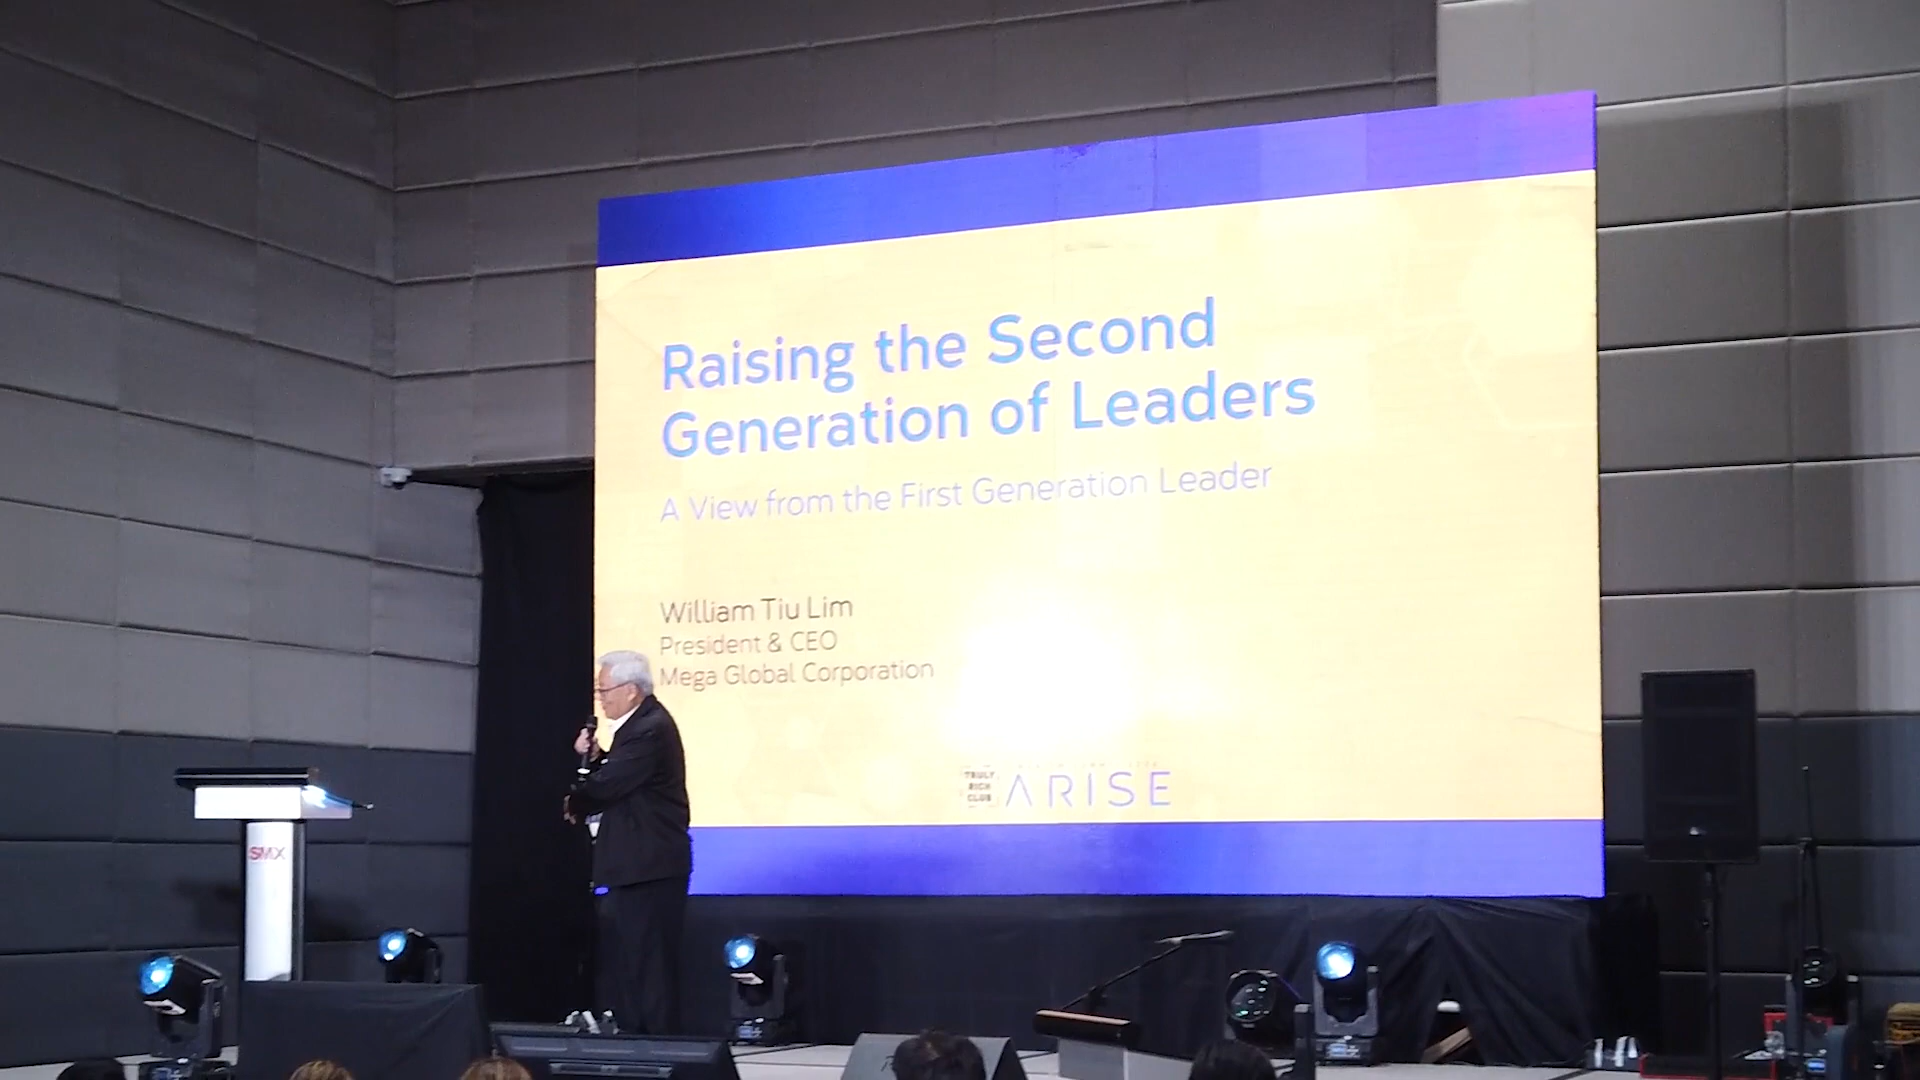 Raising the Second
Generation of Leaders
A View from the First Generation Leader
William Tiu Lim
President & CEO
Mega Global Corporation
TRULY
RICH
CLUB
ARISE
SMX